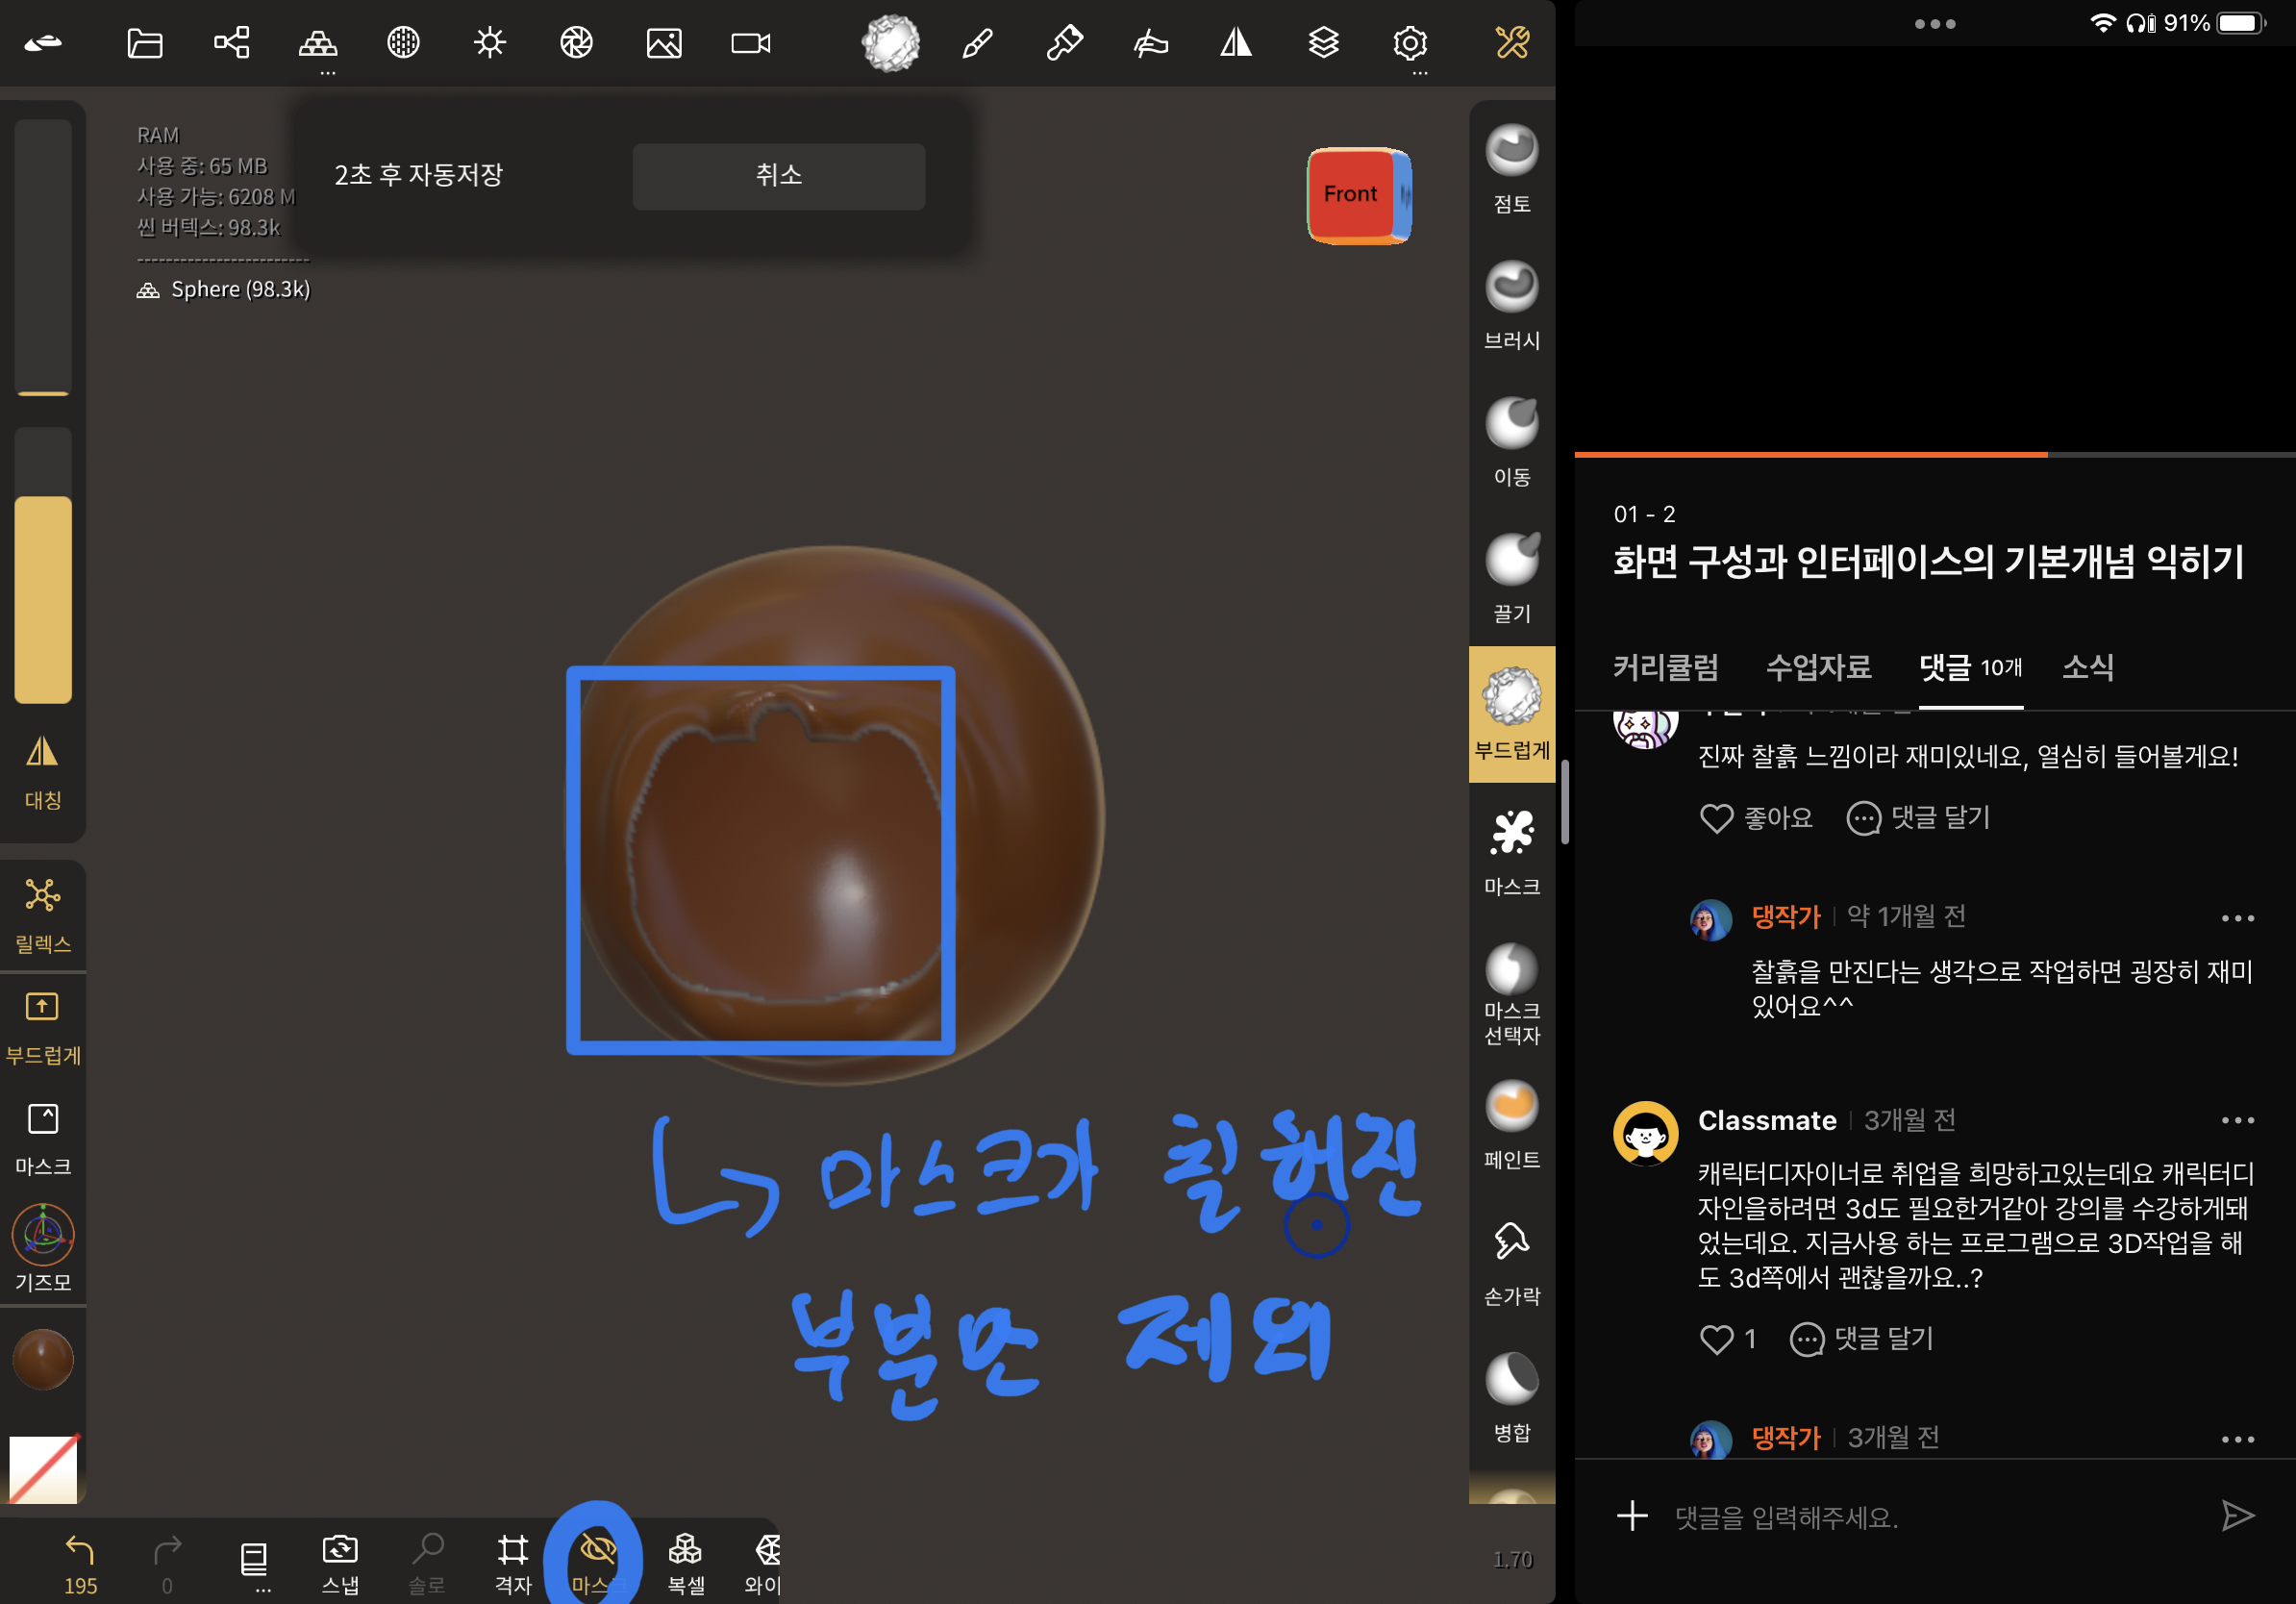 91%
RAM
사용 중: 65 MB
사용 가능: 6208 M
씬 버텍스: 98.3k
------------------------
Sphere (98.3k)
2초 후 자동저장
취소
Front
점토
브러시
이동
끌기
부드럽게
마스크
마스크
선택자
페인트
손가락
병합
1.70
대칭
릴렉스
부드럽게
마스크
기즈모
마스크가 칠해진
부분만 제외
195
0
스냅
솔로
격자
마스크
복셀
와이
01 - 2
화면 구성과 인터페이스의 기본개념 익히기
커리큘럼 수업자료 댓글 10개 소식
진짜 찰흙 느낌이라 재미있네요, 열심히 들어볼게요!
좋아요 댓글 달기
댕작가 약 1개월 전
찰흙을 만진다는 생각으로 작업하면 굉장히 재미
있어요^^
Classmate 3개월 전
캐릭터디자이너로 취업을 희망하고있는데요 캐릭터디
자인을하려면 3d도 필요한거같아 강의를 수강하게돼
었는데요. 지금사용 하는 프로그램으로 3D작업을 해
도 3d쪽에서 괜찮을까요..?
1 댓글 달기
댕작가 3개월 전
댓글을 입력해주세요.